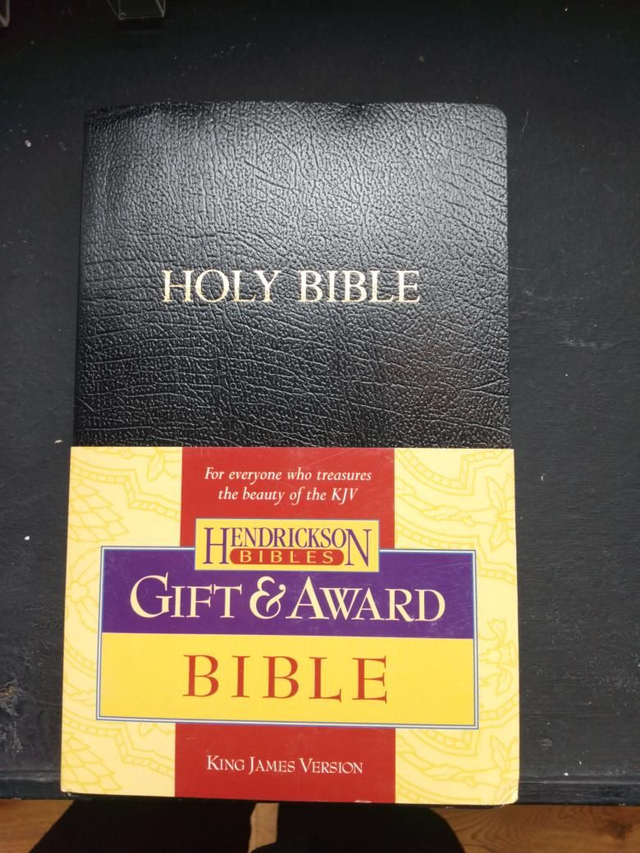 HOLY BIBLE
For everyone who treasures
the beauty of the KJV
HENDRICKSON
BIBLES
GIFT & AWARD
BIBLE
KING JAMES VERSION